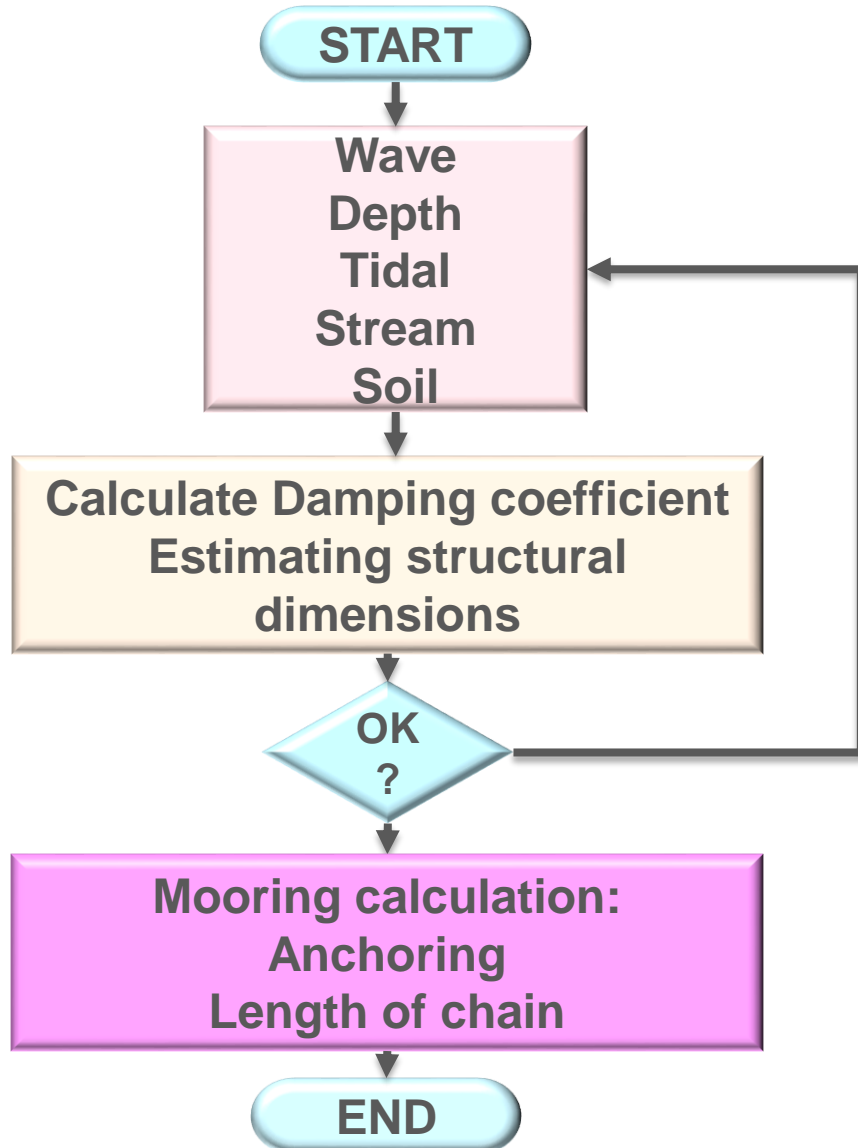 START
Wave
Depth
Tidal
Stream
Soil
Calculate Damping coefficient
Estimating structural
dimensions
OK
?
Mooring calculation:
Anchoring
Length of chain
END